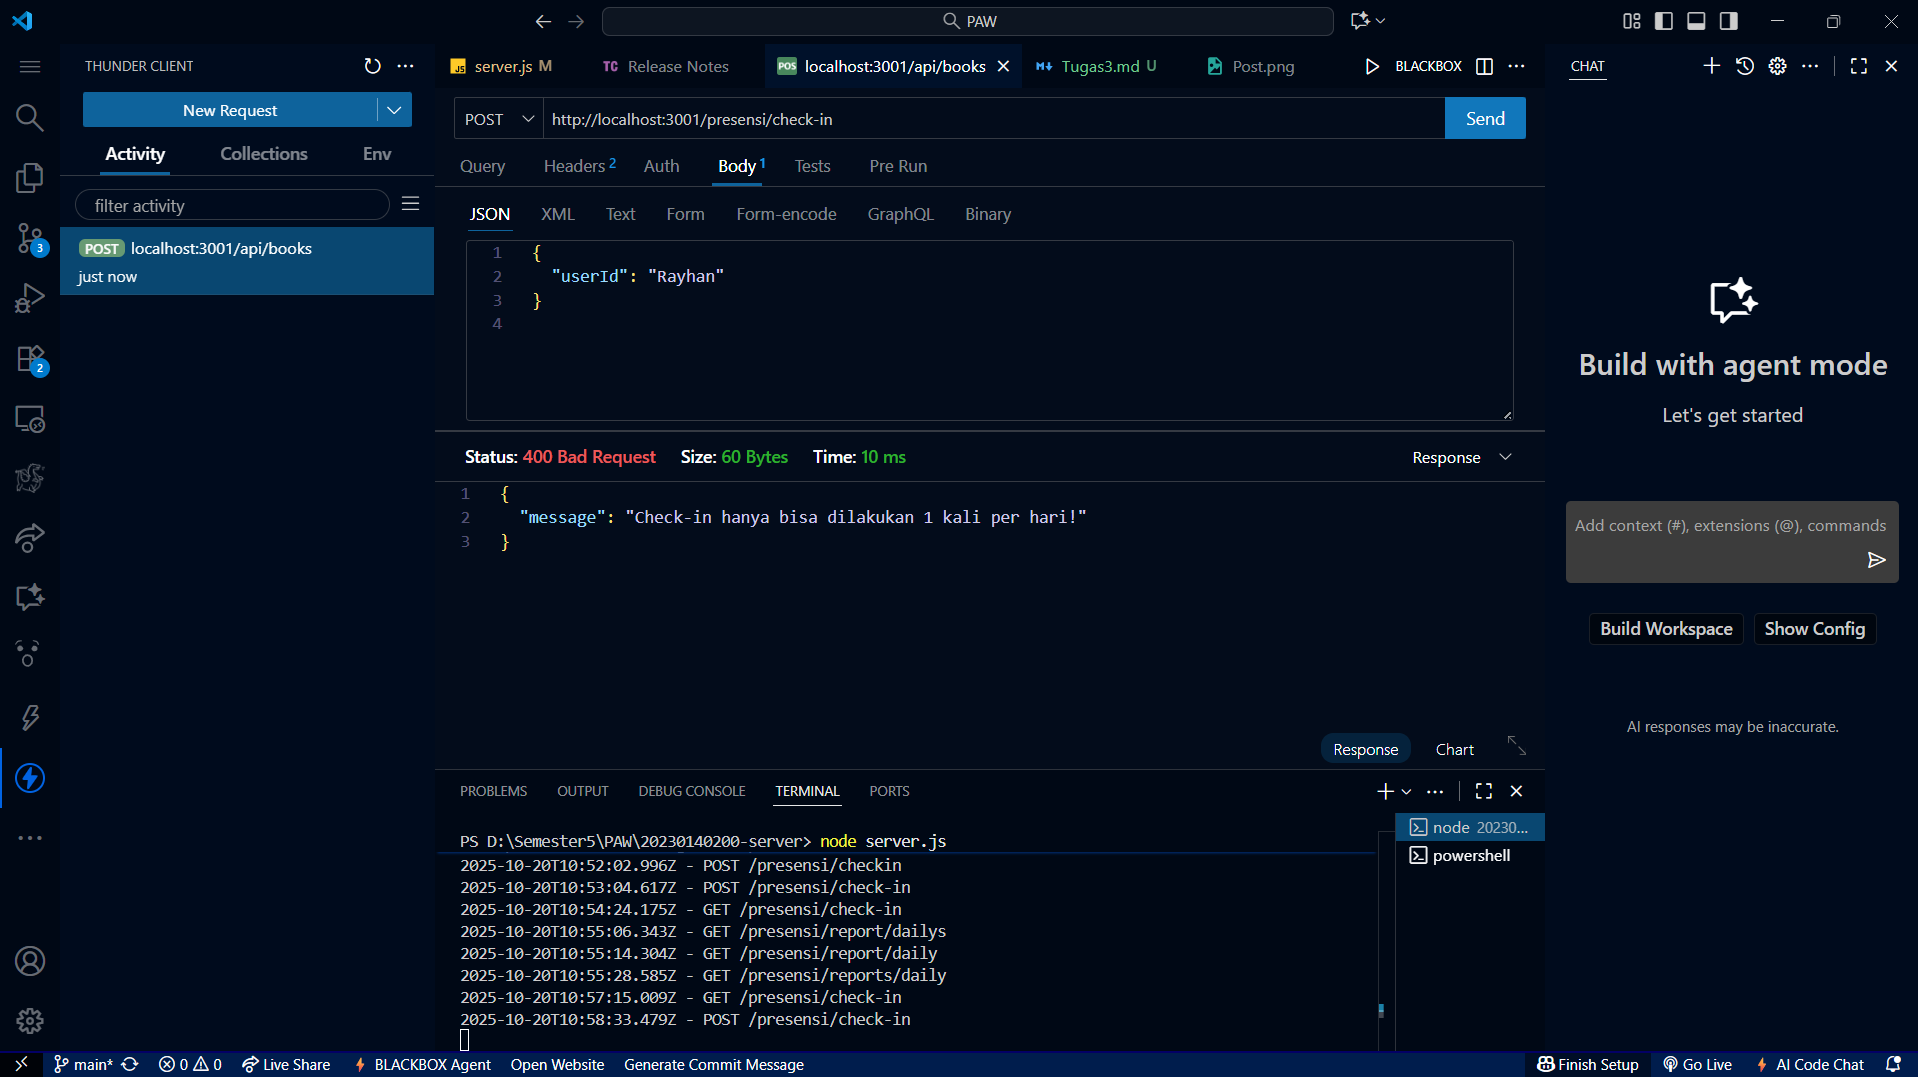 PAW
THUNDER CLIENT
New Request
Activity Collections Env
filter activity
POST localhost:3001/api/books
just now
3
2
JS server.js M
TC Release Notes
POS localhost:3001/api/books
Tugas3.md U
Post.png
BLACKBOX
POST http://localhost:3001/presensi/check-in Send
Query Headers 2 Auth Body 1 Tests Pre Run
JSON XML Text Form Form-encode GraphQL Binary
1 {
2 "userId": "Rayhan"
3 }
4
Status: 400 Bad Request Size: 60 Bytes Time: 10 ms Response
1 {
2 "message": "Check-in hanya bisa dilakukan 1 kali per hari!"
3 }
Response Chart
PROBLEMS OUTPUT DEBUG CONSOLE TERMINAL PORTS
PS D:\Semester5\PAW\20230140200-server> node server.js
2025-10-20T10:52:02.996Z - POST /presensi/checkin
2025-10-20T10:53:04.617Z - POST /presensi/check-in
2025-10-20T10:54:24.175Z - GET /presensi/check-in
2025-10-20T10:55:06.343Z - GET /presensi/report/dailys
2025-10-20T10:55:14.304Z - GET /presensi/report/daily
2025-10-20T10:55:28.585Z - GET /presensi/reports/daily
2025-10-20T10:57:15.009Z - GET /presensi/check-in
2025-10-20T10:58:33.479Z - POST /presensi/check-in
node 20230...
powershell
CHAT
Build with agent mode
Let's get started
Add context (#), extensions (@), commands
Build Workspace Show Config
AI responses may be inaccurate.
main* 0 0 Live Share BLACKBOX Agent Open Website Generate Commit Message Finish Setup Go Live AI Code Chat